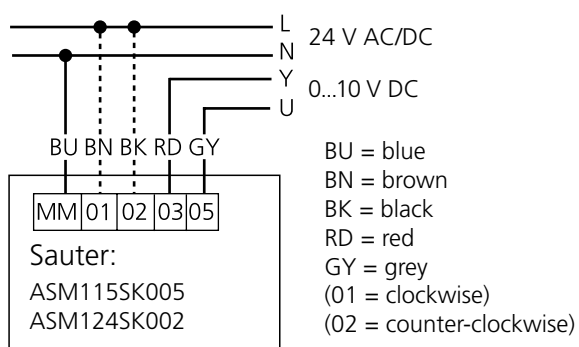 L
24 V AC/DC
N
Y
0...10 V DC
U
BU BN BK RD GY
MM 01 02 03 05
Sauter:
ASM115SK005
ASM124SK002
BU = blue
BN = brown
BK = black
RD = red
GY = grey
(01 = clockwise)
(02 = counter-clockwise)